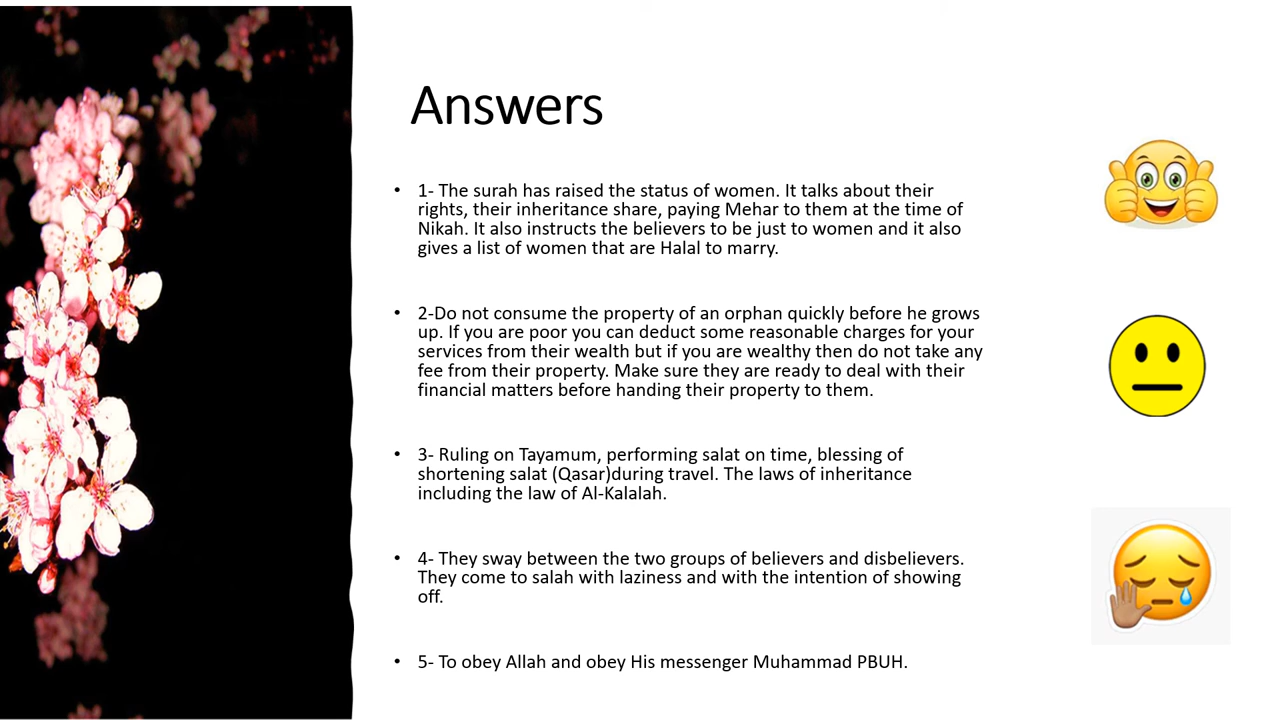 Answers
• 1- The surah has raised the status of women. It talks about their
rights, their inheritance share, paying Mehar to them at the time of
Nikah. It also instructs the believers to be just to women and it also
gives a list of women that are Halal to marry.
• 2-Do not consume the property of an orphan quickly before he grows
up. If you are poor you can deduct some reasonable charges for your
services from their wealth but if you are wealthy then do not take any
fee from their property. Make sure they are ready to deal with their
financial matters before handing their property to them.
• 3- Ruling on Tayamum, performing salat on time, blessing of
shortening salat (Qasar)during travel. The laws of inheritance
including the law of Al-Kalalah.
• 4- They sway between the two groups of believers and disbelievers.
They come to salah with laziness and with the intention of showing
off.
• 5- To obey Allah and obey His messenger Muhammad PBUH.